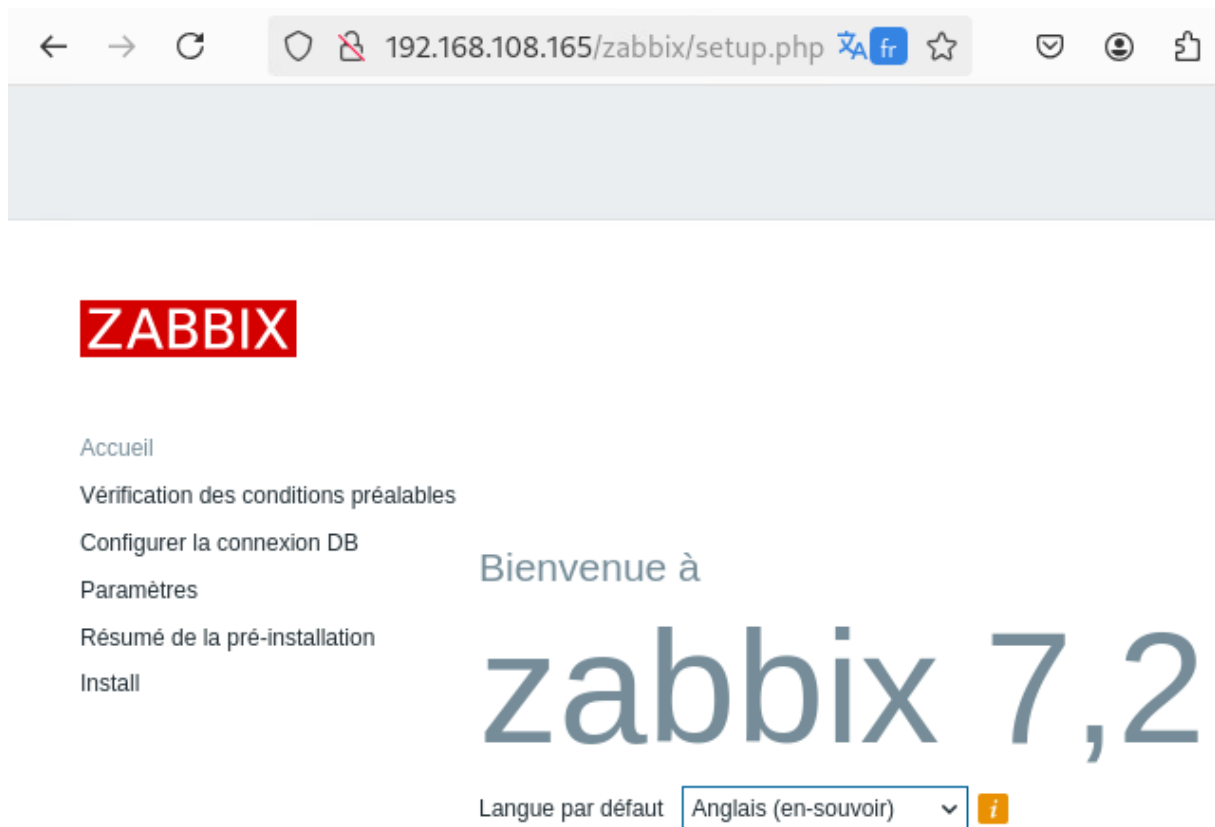 192.168.108.165/zabbix/setup.php fr
ZABBIX
Accueil
Vérification des conditions préalables
Configurer la connexion DB
Paramètres
Résumé de la pré-installation
Install
Bienvenue à
zabbix 7,2
Langue par défaut Anglais (en-souvoir) i